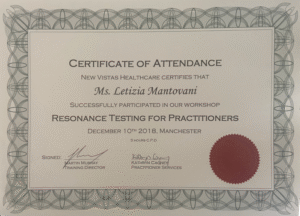 Certificate of Attendance
New Vistas Healthcare certifies that
Ms. Letizia Mantovani
Successfully participated in our workshop
Resonance Testing for Practitioners
December 10th 2018, Manchester
Signed:
Training Director
Practitioner Services